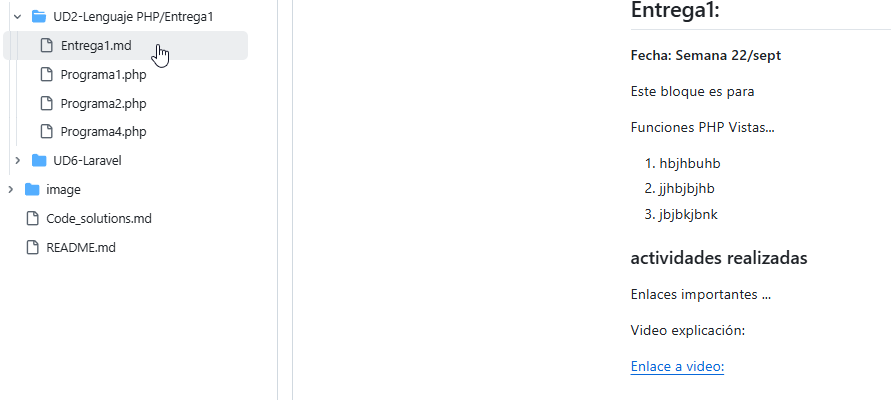 UD2-Lenguaje PHP/Entrega1
Entrega1.md
Programa1.php
Programa2.php
Programa4.php
UD6-Laravel
image
Code_solutions.md
README.md
Entrega1:
Fecha: Semana 22/sept
Este bloque es para
Funciones PHP Vistas...
1. hbjhbuhb
2. jjhbjbjhb
3. jbjbkjbnk
actividades realizadas
Enlaces importantes ...
Video explicación:
Enlace a video: